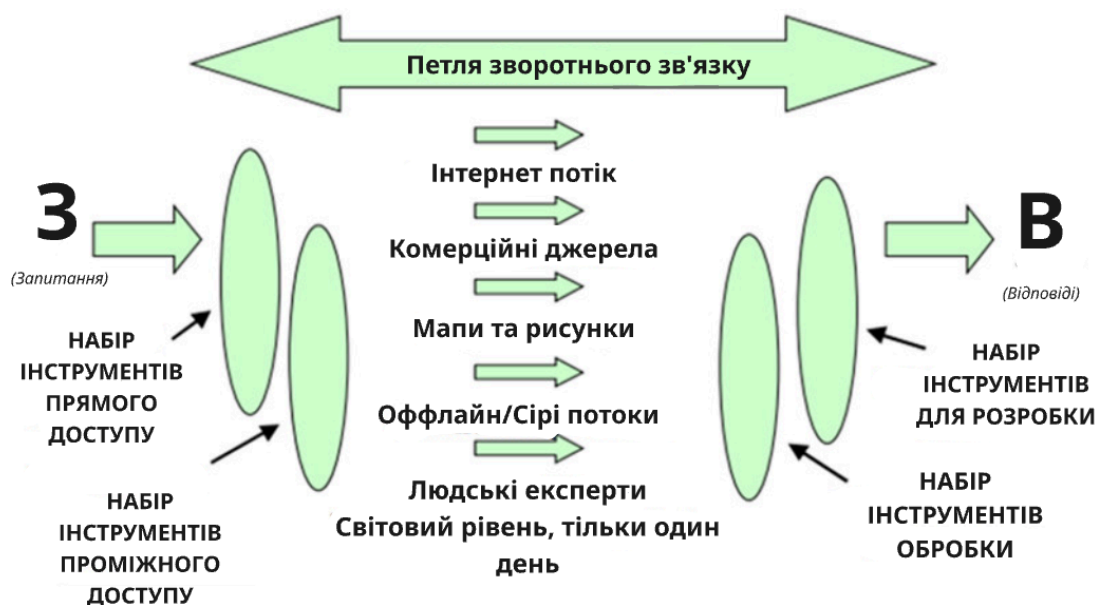 Петля зворотнього зв'язку
З
(Запитання)
НАБІР
ІНСТРУМЕНТІВ
ПРЯМОГО
ДОСТУПУ
НАБІР
ІНСТРУМЕНТІВ
ПРОМІЖНОГО
ДОСТУПУ
Інтернет потік
Комерційні джерела
Мапи та рисунки
Оффлайн/Сірі потоки
Людські експерти
Світовий рівень, тільки один
день
В
(Відповіді)
НАБІР
ІНСТРУМЕНТІВ
ДЛЯ РОЗРОБКИ
НАБІР
ІНСТРУМЕНТІВ
ОБРОБКИ